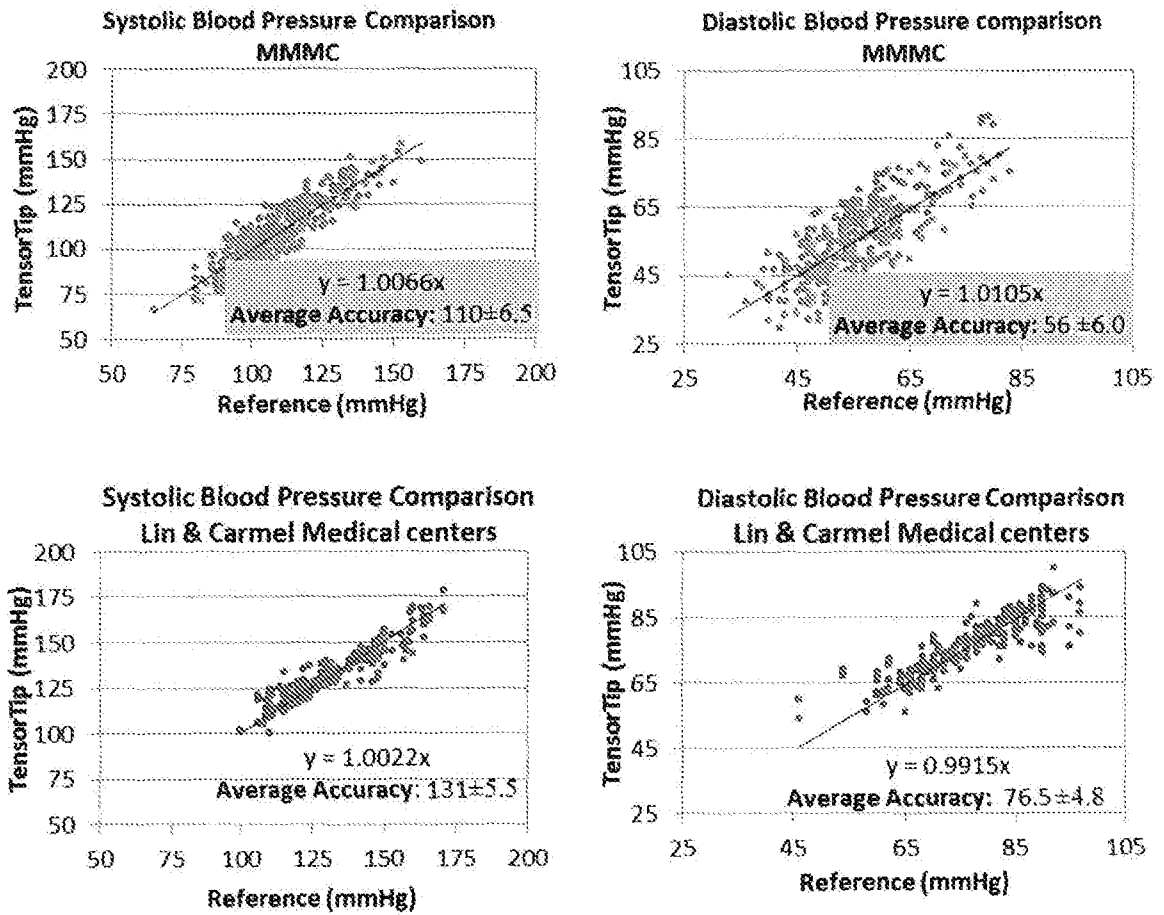 Systolic Blood Pressure Comparison
MMMC
200
175
150
125
100
75
50
TensorTip (mmHg)
y = 1.0066x
Average Accuracy: 110±6.5
50 75 100 125 150 175 200
Reference (mmHg)
Diastolic Blood Pressure comparison
MMMC
105
85
65
45
25
TensorTip (mmHg)
y = 1.0105x
Average Accuracy: 56 ±6.0
25 45 65 85 105
Reference (mmHg)
Systolic Blood Pressure Comparison
Lin & Carmel Medical centers
200
175
150
125
100
75
50
TensorTip (mmHg)
y = 1.0022x
Average Accuracy: 131±5.5
50 75 100 125 150 175 200
Reference (mmHg)
Diastolic Blood Pressure Comparison
Lin & Carmel Medical centers
105
85
65
45
25
TensorTip (mmHg)
y = 0.9915x
Average Accuracy: 76.5±4.8
25 45 65 85 105
Reference (mmHg)